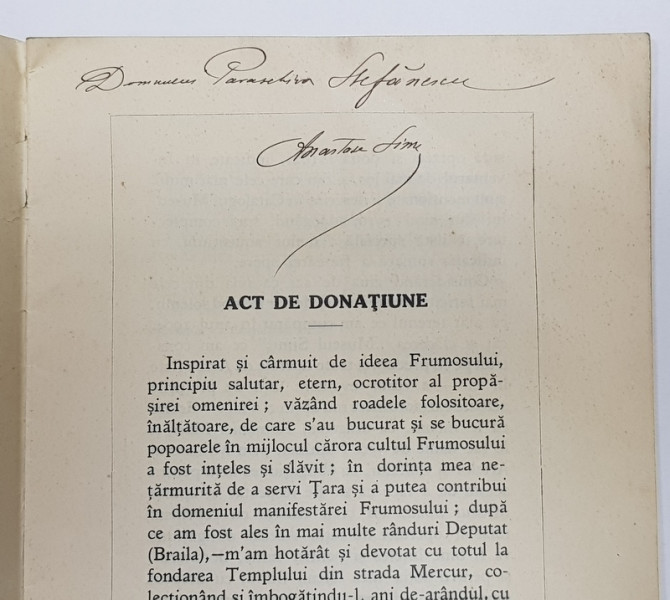 Domnului Paraschiva Ștefănescu
Anastase Simu
ACT DE DONAŢIUNE
Inspirat și cârmuit de ideea Frumosului,
principiu salutar, etern, ocrotitor al propă-
șirei omenirei ; văzând roadele folositoare,
înălțătoare, de care s'au bucurat și se bucură
popoarele în mijlocul cărora cultul Frumosului
a fost ințeles și slăvit ; în dorința mea ne-
țărmurită de a servi Ţara și a putea contribui
în domeniul manifestărei Frumosului ; după
ce am fost ales în mai multe rânduri Deputat
(Braila),—m'am hotărât și devotat cu totul la
fondarea Templului din strada Mercur, co-
lecționând și îmbogățindu-l, ani de-arândul, cu